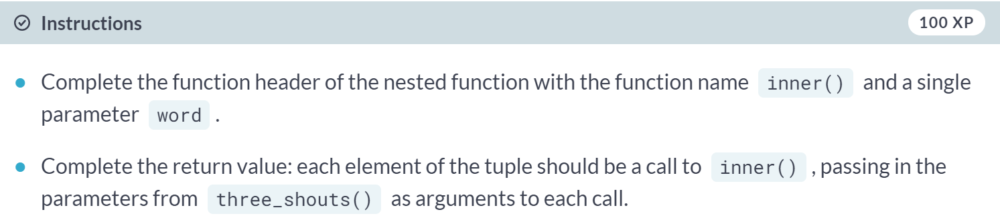 Instructions
100 XP
Complete the function header of the nested function with the function name inner() and a single
parameter word .
Complete the return value: each element of the tuple should be a call to inner() , passing in the
parameters from three_shouts() as arguments to each call.